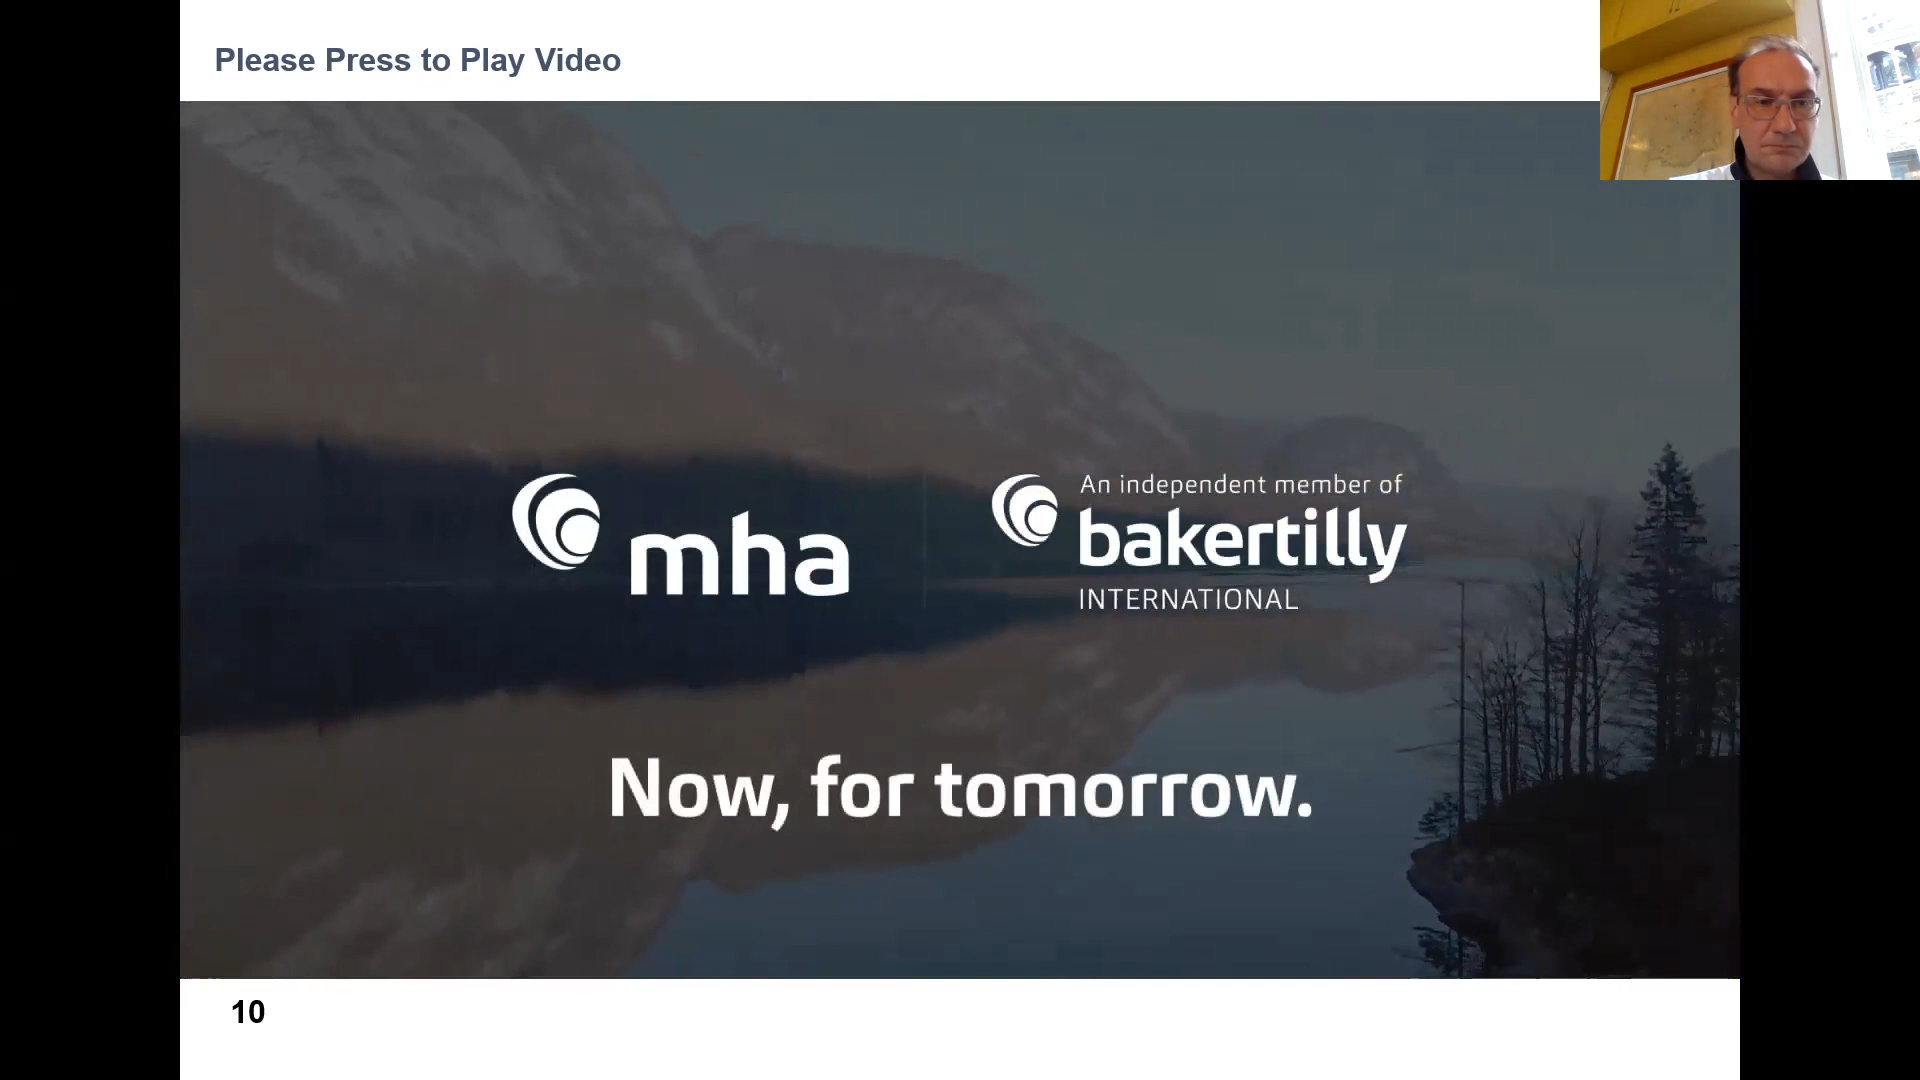 Please Press to Play Video
mha
An independent member of
bakertilly
INTERNATIONAL
Now, for tomorrow.
10